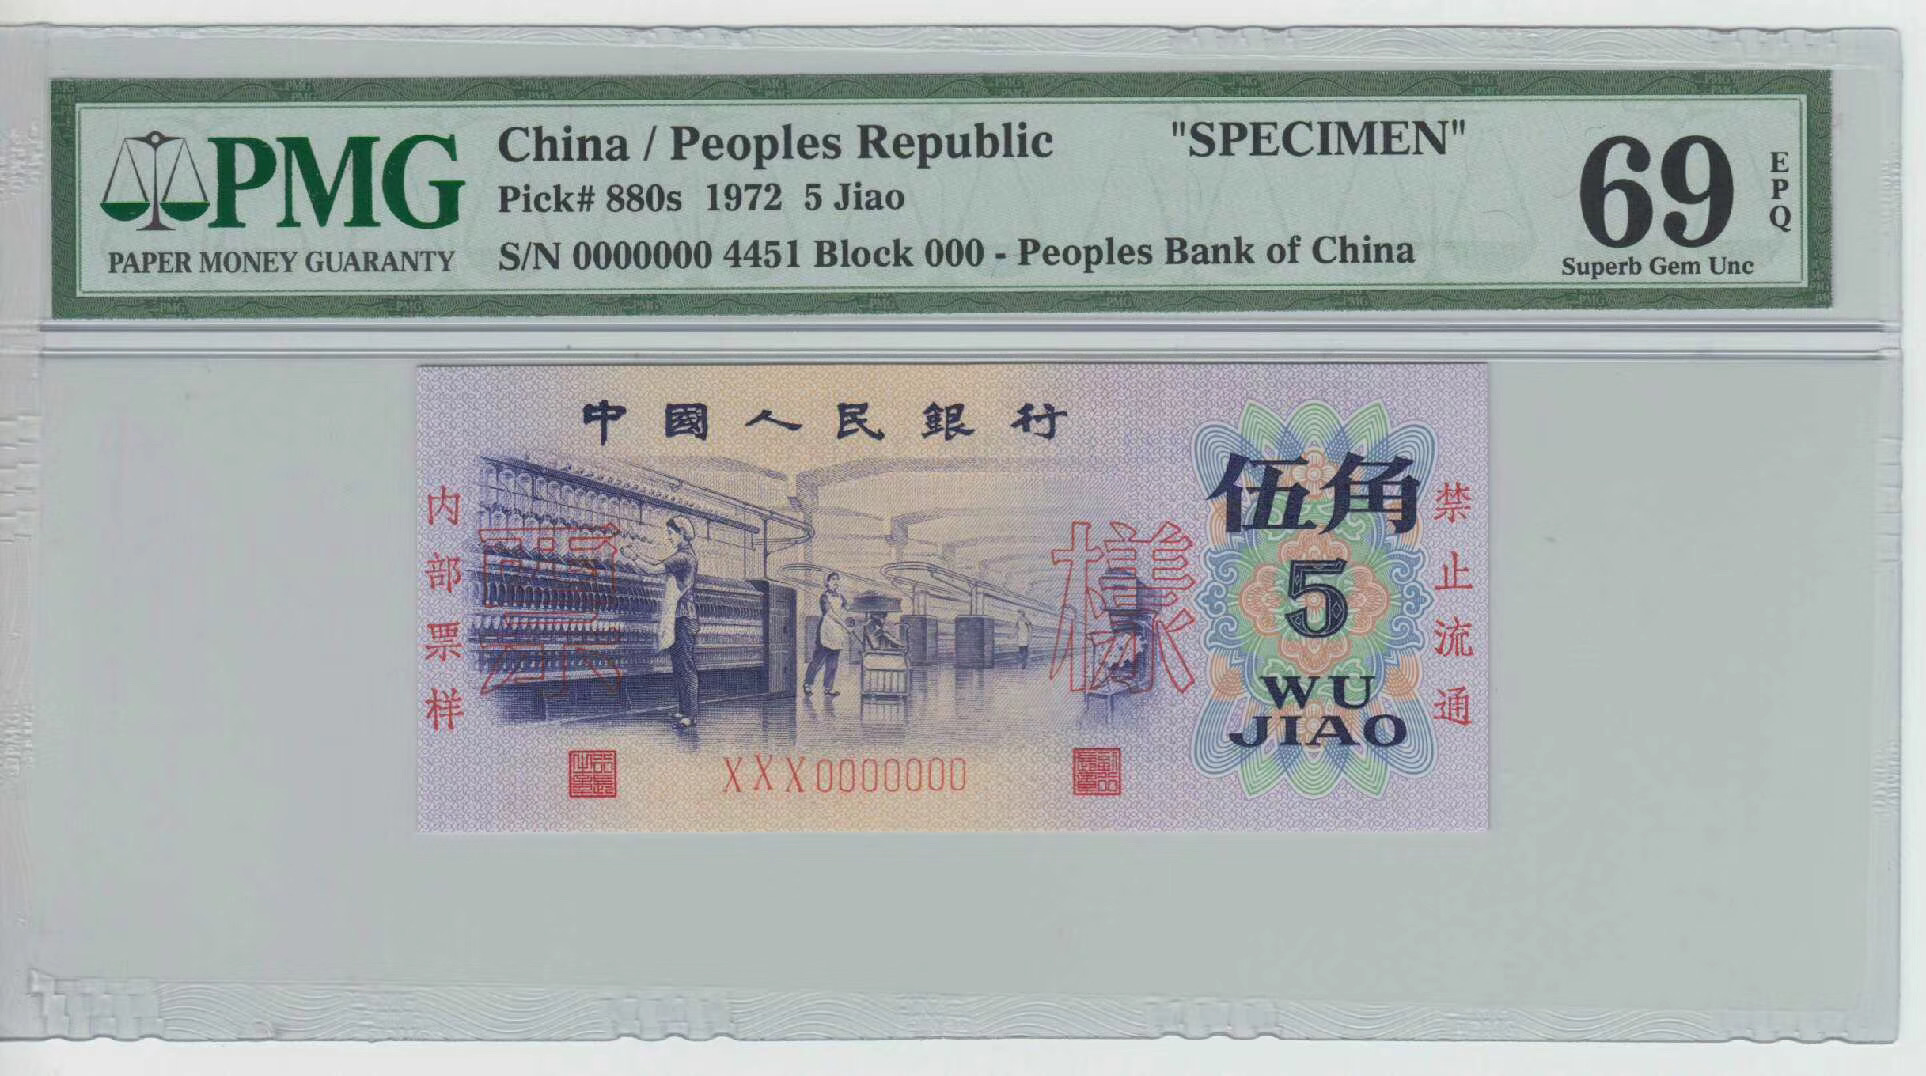 PMG
PAPER MONEY GUARANTY
China / Peoples Republic "SPECIMEN"
Pick# 880s 1972 5 Jiao
S/N 0000000 4451 Block 000 - Peoples Bank of China
69
EPQ
Superb Gem Unc
中國人民銀行
内部票样
票樣
伍角
5
WU
JIAO
禁止流通
XXX0000000